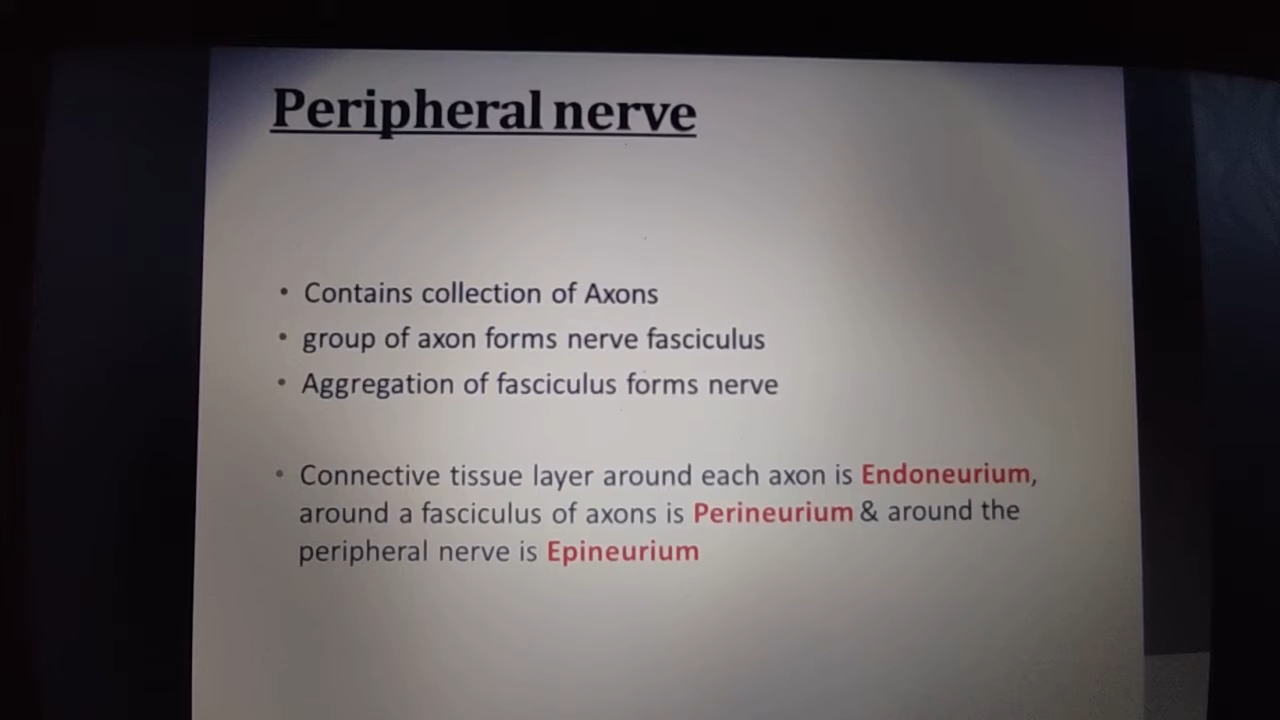 Peripheral nerve
• Contains collection of Axons
• group of axon forms nerve fasciculus
• Aggregation of fasciculus forms nerve
• Connective tissue layer around each axon is Endoneurium,
around a fasciculus of axons is Perineurium & around the
peripheral nerve is Epineurium